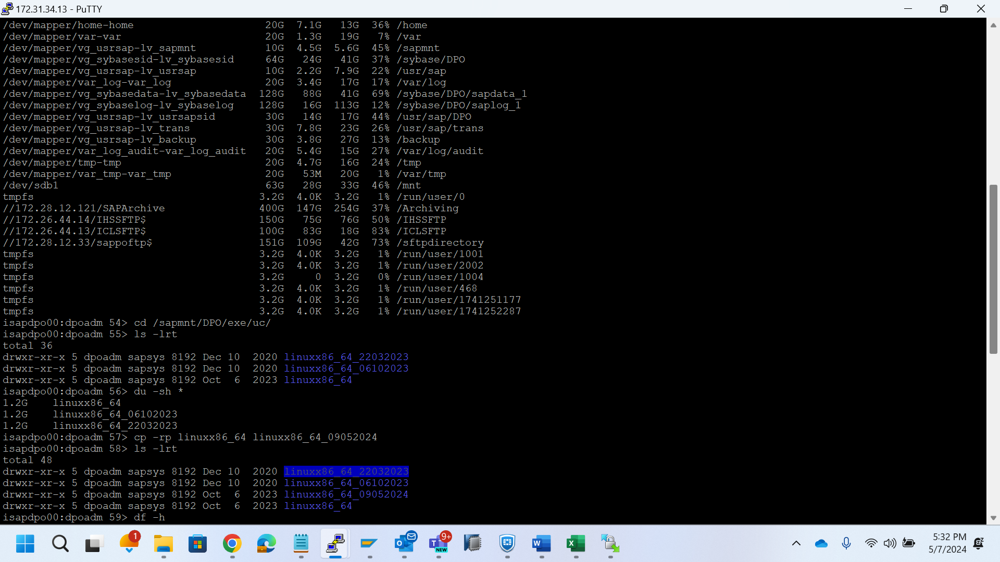 172.31.34.13 - PuTTY
/dev/mapper/home-home 20G 7.1G 13G 36% /home
/dev/mapper/var-var 20G 1.3G 19G 7% /var
/dev/mapper/vg_usrsap-lv_sapmnt 10G 4.5G 5.6G 45% /sapmnt
/dev/mapper/vg_sybasesid-lv_sybasesid 64G 24G 41G 37% /sybase/DPO
/dev/mapper/vg_usrsap-lv_usrsap 10G 2.2G 7.9G 22% /usr/sap
/dev/mapper/var_log-var_log 20G 3.4G 17G 17% /var/log
/dev/mapper/vg_sybasedata-lv_sybasedata 128G 88G 41G 69% /sybase/DPO/sapdata_1
/dev/mapper/vg_sybaselog-lv_sybaselog 128G 16G 113G 12% /sybase/DPO/saplog_1
/dev/mapper/vg_usrsap-lv_usrsapsid 30G 14G 17G 44% /usr/sap/DPO
/dev/mapper/vg_usrsap-lv_trans 30G 7.8G 23G 26% /usr/sap/trans
/dev/mapper/vg_usrsap-lv_backup 30G 3.8G 27G 13% /backup
/dev/mapper/var_log_audit-var_log_audit 20G 5.4G 15G 27% /var/log/audit
/dev/mapper/tmp-tmp 20G 4.7G 16G 24% /tmp
/dev/mapper/var_tmp-var_tmp 20G 53M 20G 1% /var/tmp
/dev/sdb1 63G 28G 33G 46% /mnt
tmpfs 3.2G 4.0K 3.2G 1% /run/user/0
//172.28.12.121/SAPArchive 400G 147G 254G 37% /Archiving
//172.26.44.14/IHSSFTP$ 150G 75G 76G 50% /IHSSFTP
//172.26.44.13/ICLSFTP$ 100G 83G 18G 83% /ICLSFTP
//172.28.12.33/sappoftp$ 151G 109G 42G 73% /sftpdirectory
tmpfs 3.2G 4.0K 3.2G 1% /run/user/1001
tmpfs 3.2G 4.0K 3.2G 1% /run/user/2002
tmpfs 3.2G 0 3.2G 0% /run/user/1004
tmpfs 3.2G 4.0K 3.2G 1% /run/user/468
tmpfs 3.2G 4.0K 3.2G 1% /run/user/1741251177
tmpfs 3.2G 4.0K 3.2G 1% /run/user/1741252287
isapdpo00:dpoadm 54> cd /sapmnt/DPO/exe/uc/
isapdpo00:dpoadm 55> ls -lrt
total 36
drwxr-xr-x 5 dpoadm sapsys 8192 Dec 10 2020 linuxx86_64_22032023
drwxr-xr-x 5 dpoadm sapsys 8192 Dec 10 2020 linuxx86_64_06102023
drwxr-xr-x 5 dpoadm sapsys 8192 Oct 6 2023 linuxx86_64
isapdpo00:dpoadm 56> du -sh *
1.2G linuxx86_64
1.2G linuxx86_64_06102023
1.2G linuxx86_64_22032023
isapdpo00:dpoadm 57> cp -rp linuxx86_64 linuxx86_64_09052024
isapdpo00:dpoadm 58> ls -lrt
total 48
drwxr-xr-x 5 dpoadm sapsys 8192 Dec 10 2020 linuxx86_64_22032023
drwxr-xr-x 5 dpoadm sapsys 8192 Dec 10 2020 linuxx86_64_06102023
drwxr-xr-x 5 dpoadm sapsys 8192 Oct 6 2023 linuxx86_64_09052024
drwxr-xr-x 5 dpoadm sapsys 8192 Oct 6 2023 linuxx86_64
isapdpo00:dpoadm 59> df -h
1
9+
NEW
5:32 PM
5/7/2024